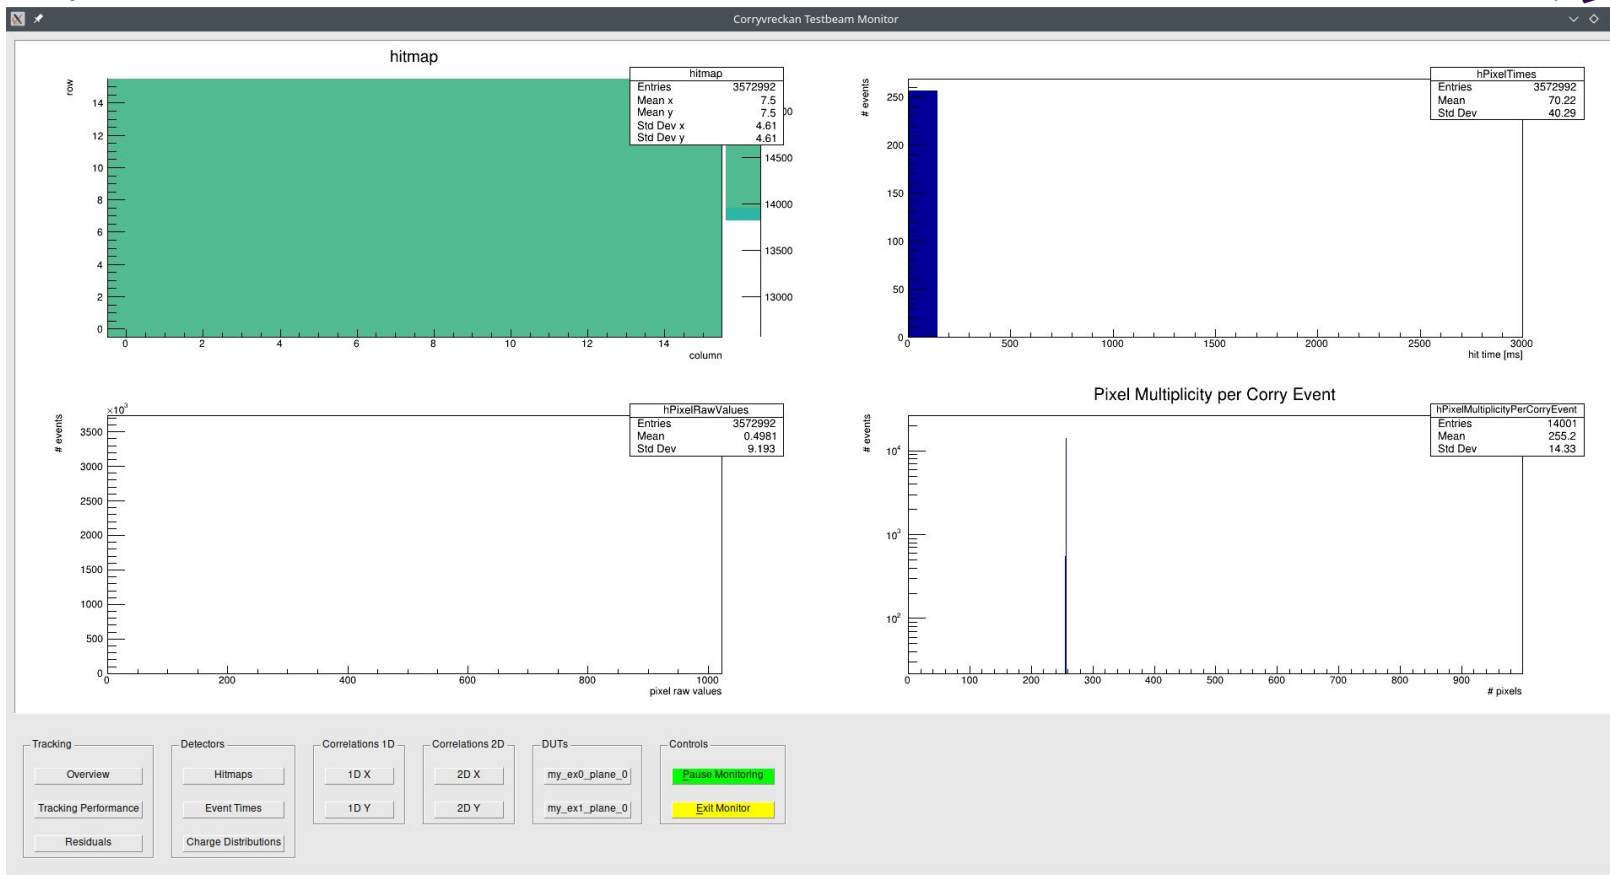 Corryvreckan Testbeam Monitor
hitmap
row
14
12
10
8
6
4
2
0
0 2 4 6 8 10 12 14
column
hitmap
Entries 3572992
Mean x 7.5
Mean y 7.5
Std Dev x 4.61
Std Dev y 4.61
14500
14000
13500
13000
# events
250
200
150
100
50
0
0 500 1000 1500 2000 2500 3000
hit time [ms]
hPixelTimes
Entries 3572992
Mean 70.22
Std Dev 40.29
×10³
# events
3500
3000
2500
2000
1500
1000
500
0
0 200 400 600 800 1000
pixel raw values
hPixelRawValues
Entries 3572992
Mean 0.4981
Std Dev 9.193
Pixel Multiplicity per Corry Event
# events
10⁴
10³
10²
0 100 200 300 400 500 600 700 800 900
# pixels
hPixelMultiplicityPerCorryEvent
Entries 14001
Mean 255.2
Std Dev 14.33
Tracking
Overview
Tracking Performance
Residuals
Detectors
Hitmaps
Event Times
Charge Distributions
Correlations 1D
1D X
1D Y
Correlations 2D
2D X
2D Y
DUTs
my_ex0_plane_0
my_ex1_plane_0
Controls
Pause Monitoring
Exit Monitor